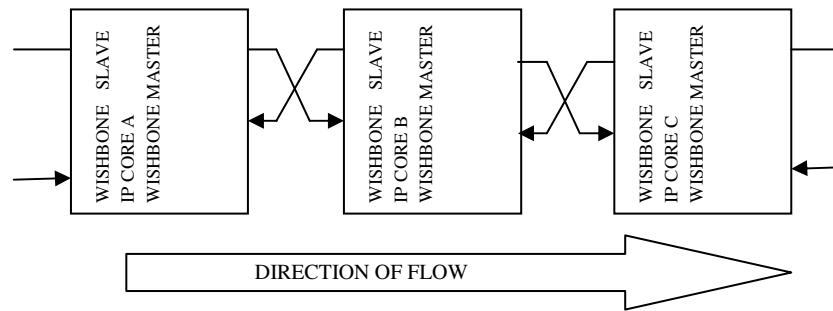 WISHBONE SLAVE
IP CORE A
WISHBONE MASTER
WISHBONE SLAVE
IP CORE B
WISHBONE MASTER
WISHBONE SLAVE
IP CORE C
WISHBONE MASTER
DIRECTION OF FLOW